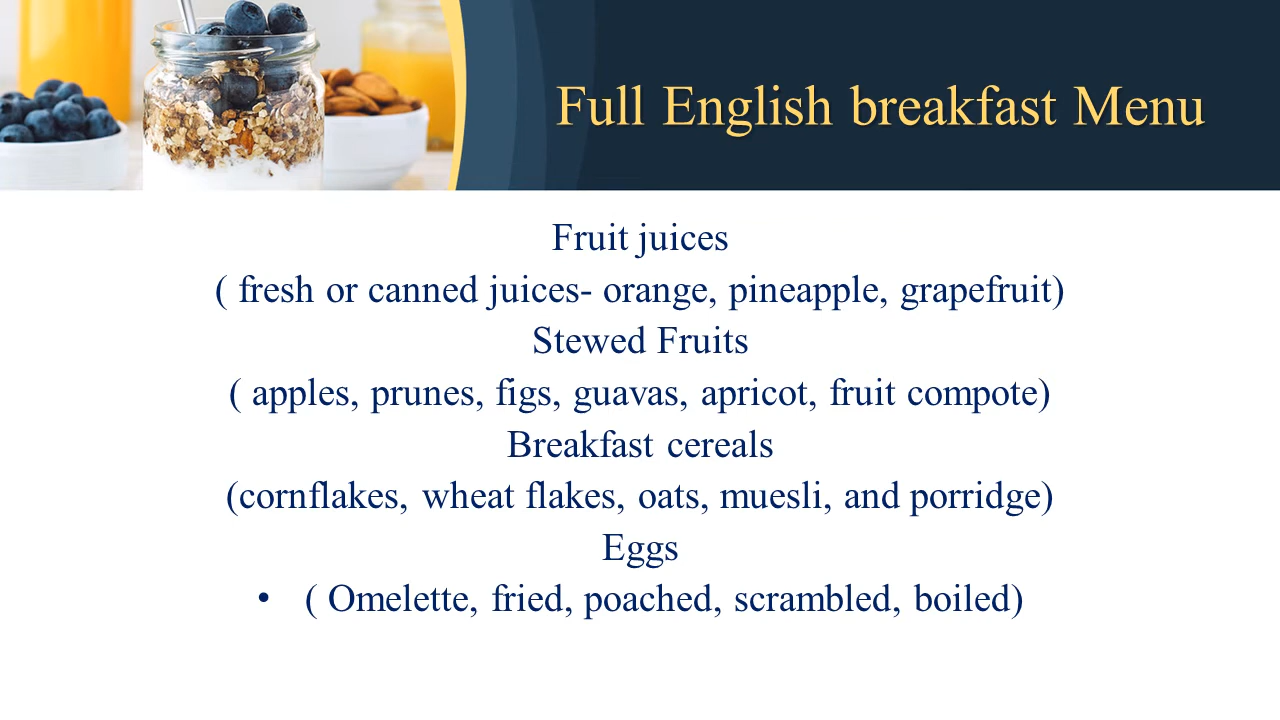 Full English breakfast Menu
Fruit juices
( fresh or canned juices- orange, pineapple, grapefruit)
Stewed Fruits
( apples, prunes, figs, guavas, apricot, fruit compote)
Breakfast cereals
(cornflakes, wheat flakes, oats, muesli, and porridge)
Eggs
• ( Omelette, fried, poached, scrambled, boiled)